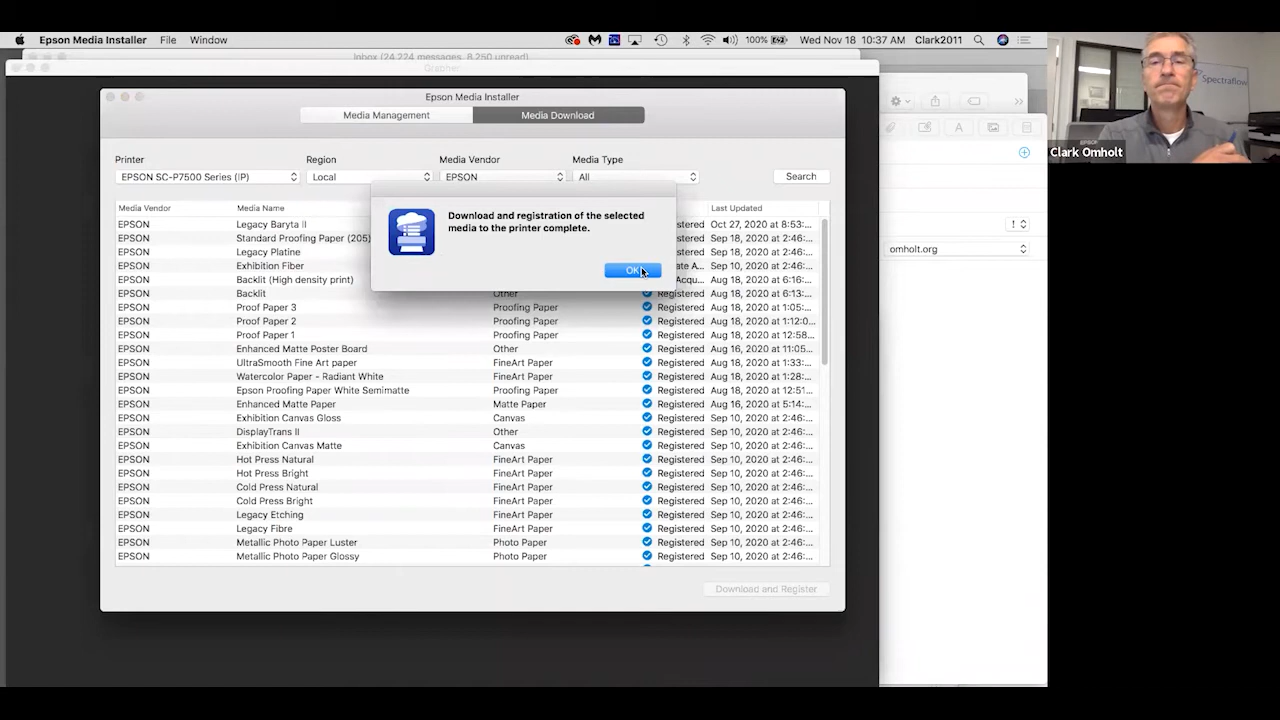 Epson Media Installer File Window 100% Wed Nov 18 10:37 AM Clark2011
Inbox (24,224 messages, 8,250 unread)
Grapher
Epson Media Installer
Media Management Media Download
Printer Region Media Vendor Media Type
EPSON SC-P7500 Series (IP) Local EPSON All Search
Media Vendor Media Name Last Updated
Download and registration of the selected
media to the printer complete.
OK
EPSON Legacy Baryta II Registered Oct 27, 2020 at 8:53:...
EPSON Standard Proofing Paper (205) Registered Sep 18, 2020 at 2:46:...
EPSON Legacy Platine Registered Sep 18, 2020 at 2:46:...
EPSON Exhibition Fiber ate A... Sep 10, 2020 at 2:46:...
EPSON Backlit (High density print) Acqu... Aug 18, 2020 at 6:16:...
EPSON Backlit Other Registered Aug 18, 2020 at 6:13:...
EPSON Proof Paper 3 Proofing Paper Registered Aug 18, 2020 at 1:05:...
EPSON Proof Paper 2 Proofing Paper Registered Aug 18, 2020 at 1:12:0...
EPSON Proof Paper 1 Proofing Paper Registered Aug 18, 2020 at 12:58...
EPSON Enhanced Matte Poster Board Other Registered Aug 16, 2020 at 11:05...
EPSON UltraSmooth Fine Art paper FineArt Paper Registered Aug 18, 2020 at 1:33:...
EPSON Watercolor Paper - Radiant White FineArt Paper Registered Aug 18, 2020 at 1:28:...
EPSON Epson Proofing Paper White Semimatte Proofing Paper Registered Aug 18, 2020 at 12:51...
EPSON Enhanced Matte Paper Matte Paper Registered Aug 16, 2020 at 5:14:...
EPSON Exhibition Canvas Gloss Canvas Registered Sep 10, 2020 at 2:46:...
EPSON DisplayTrans II Other Registered Sep 10, 2020 at 2:46:...
EPSON Exhibition Canvas Matte Canvas Registered Sep 10, 2020 at 2:46:...
EPSON Hot Press Natural FineArt Paper Registered Sep 10, 2020 at 2:46:...
EPSON Hot Press Bright FineArt Paper Registered Sep 10, 2020 at 2:46:...
EPSON Cold Press Natural FineArt Paper Registered Sep 10, 2020 at 2:46:...
EPSON Cold Press Bright FineArt Paper Registered Sep 10, 2020 at 2:46:...
EPSON Legacy Etching FineArt Paper Registered Sep 10, 2020 at 2:46:...
EPSON Legacy Fibre FineArt Paper Registered Sep 10, 2020 at 2:46:...
EPSON Metallic Photo Paper Luster Photo Paper Registered Sep 10, 2020 at 2:46:...
EPSON Metallic Photo Paper Glossy Photo Paper Registered Sep 10, 2020 at 2:46:...
Download and Register
!
omholt.org
Spectraflow
EPSON
Clark Omholt